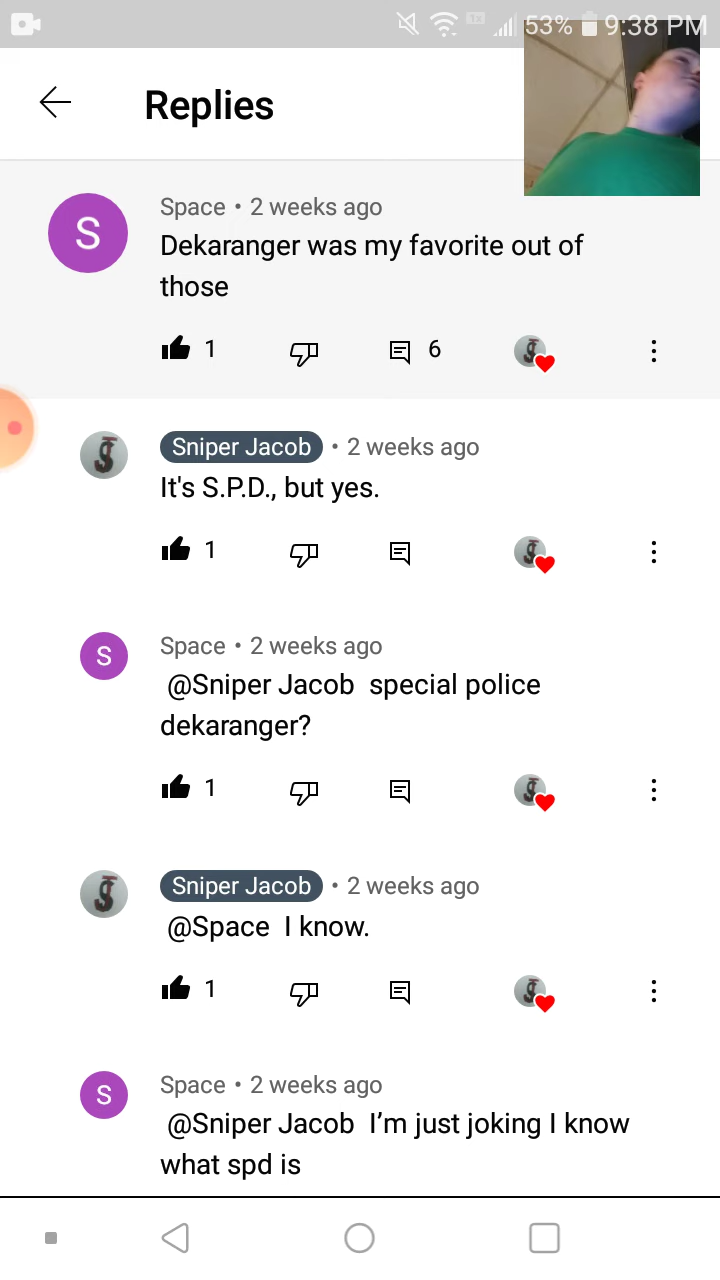 1X 53% 9:38 PM
Replies
S
Space • 2 weeks ago
Dekaranger was my favorite out of
those
1 6
Sniper Jacob • 2 weeks ago
It's S.P.D., but yes.
1
S
Space • 2 weeks ago
@Sniper Jacob special police
dekaranger?
1
Sniper Jacob • 2 weeks ago
@Space I know.
1
S
Space • 2 weeks ago
@Sniper Jacob I’m just joking I know
what spd is